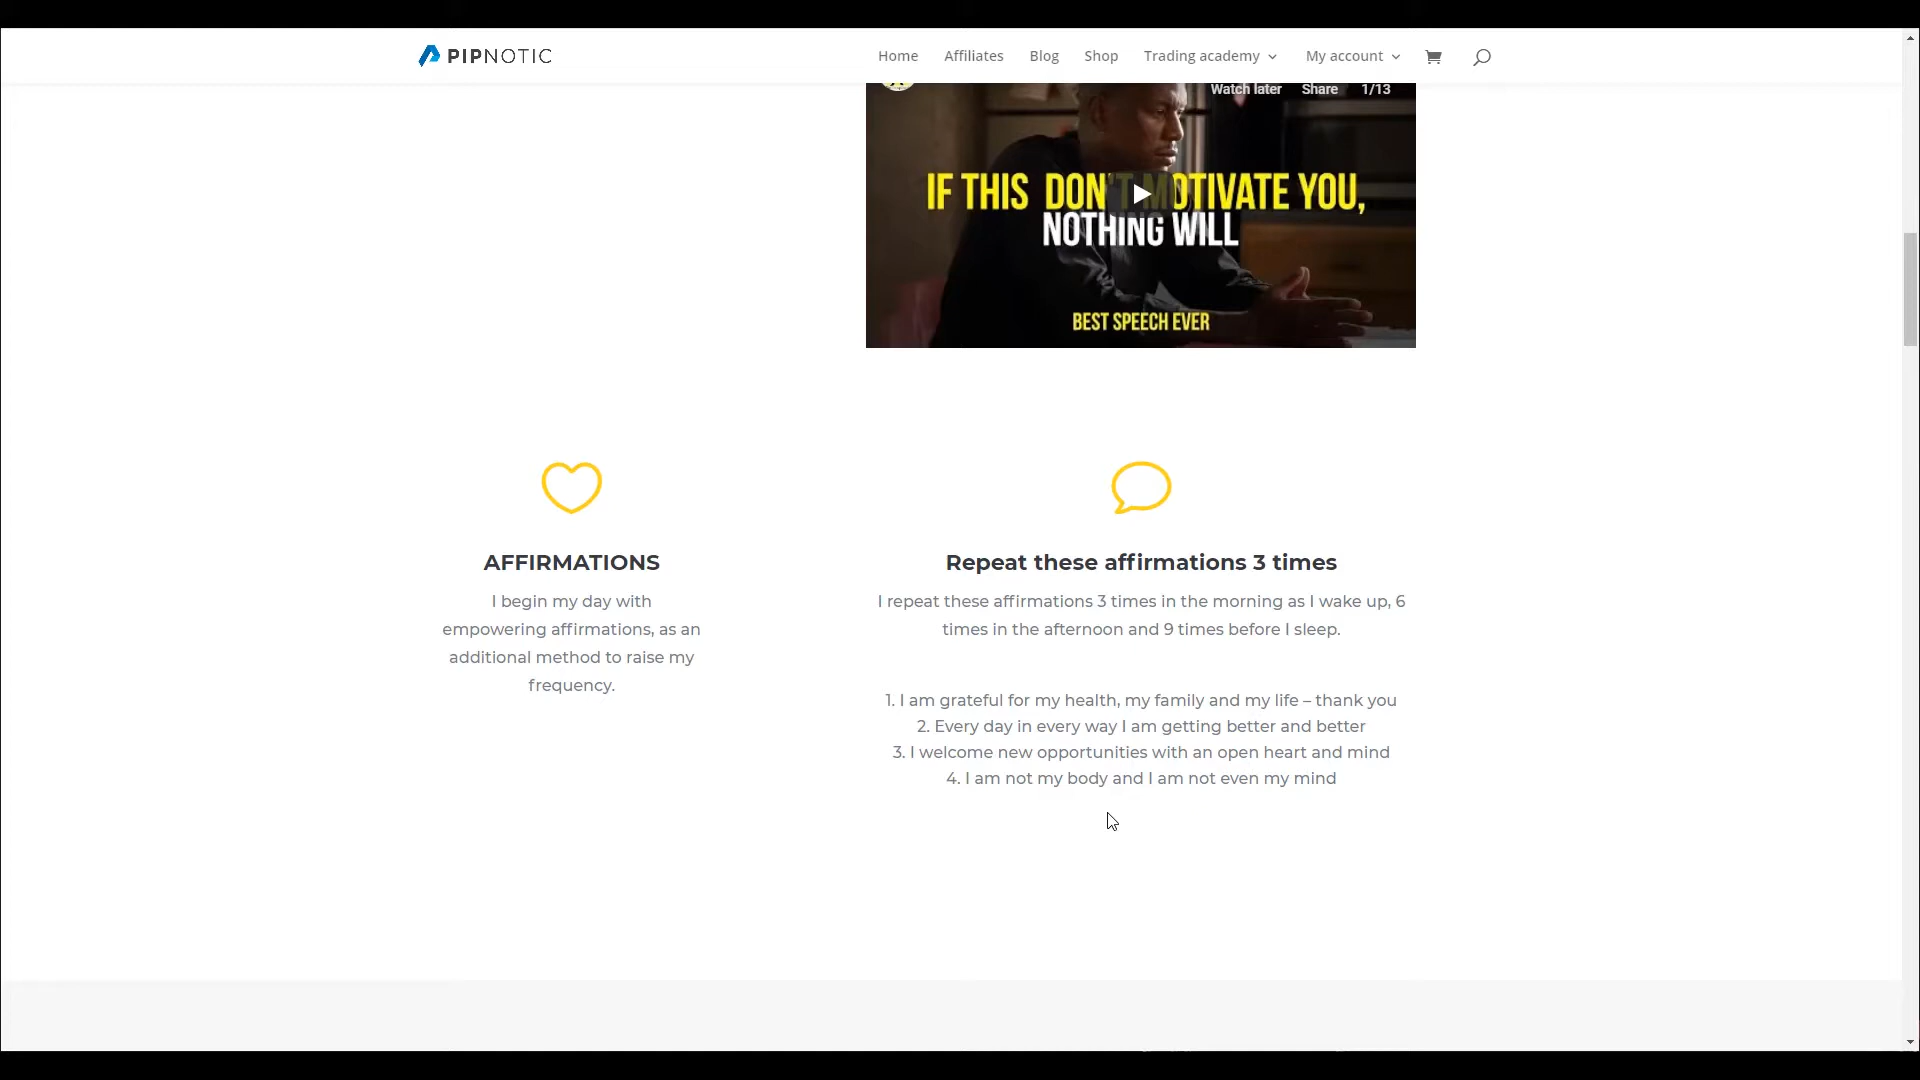 PIPNOTIC
Home Affiliates Blog Shop Trading academy My account
Watch later Share 1/13
IF THIS DON'T MOTIVATE YOU,
NOTHING WILL
BEST SPEECH EVER
AFFIRMATIONS
I begin my day with
empowering affirmations, as an
additional method to raise my
frequency.
Repeat these affirmations 3 times
I repeat these affirmations 3 times in the morning as I wake up, 6
times in the afternoon and 9 times before I sleep.
1. I am grateful for my health, my family and my life – thank you
2. Every day in every way I am getting better and better
3. I welcome new opportunities with an open heart and mind
4. I am not my body and I am not even my mind